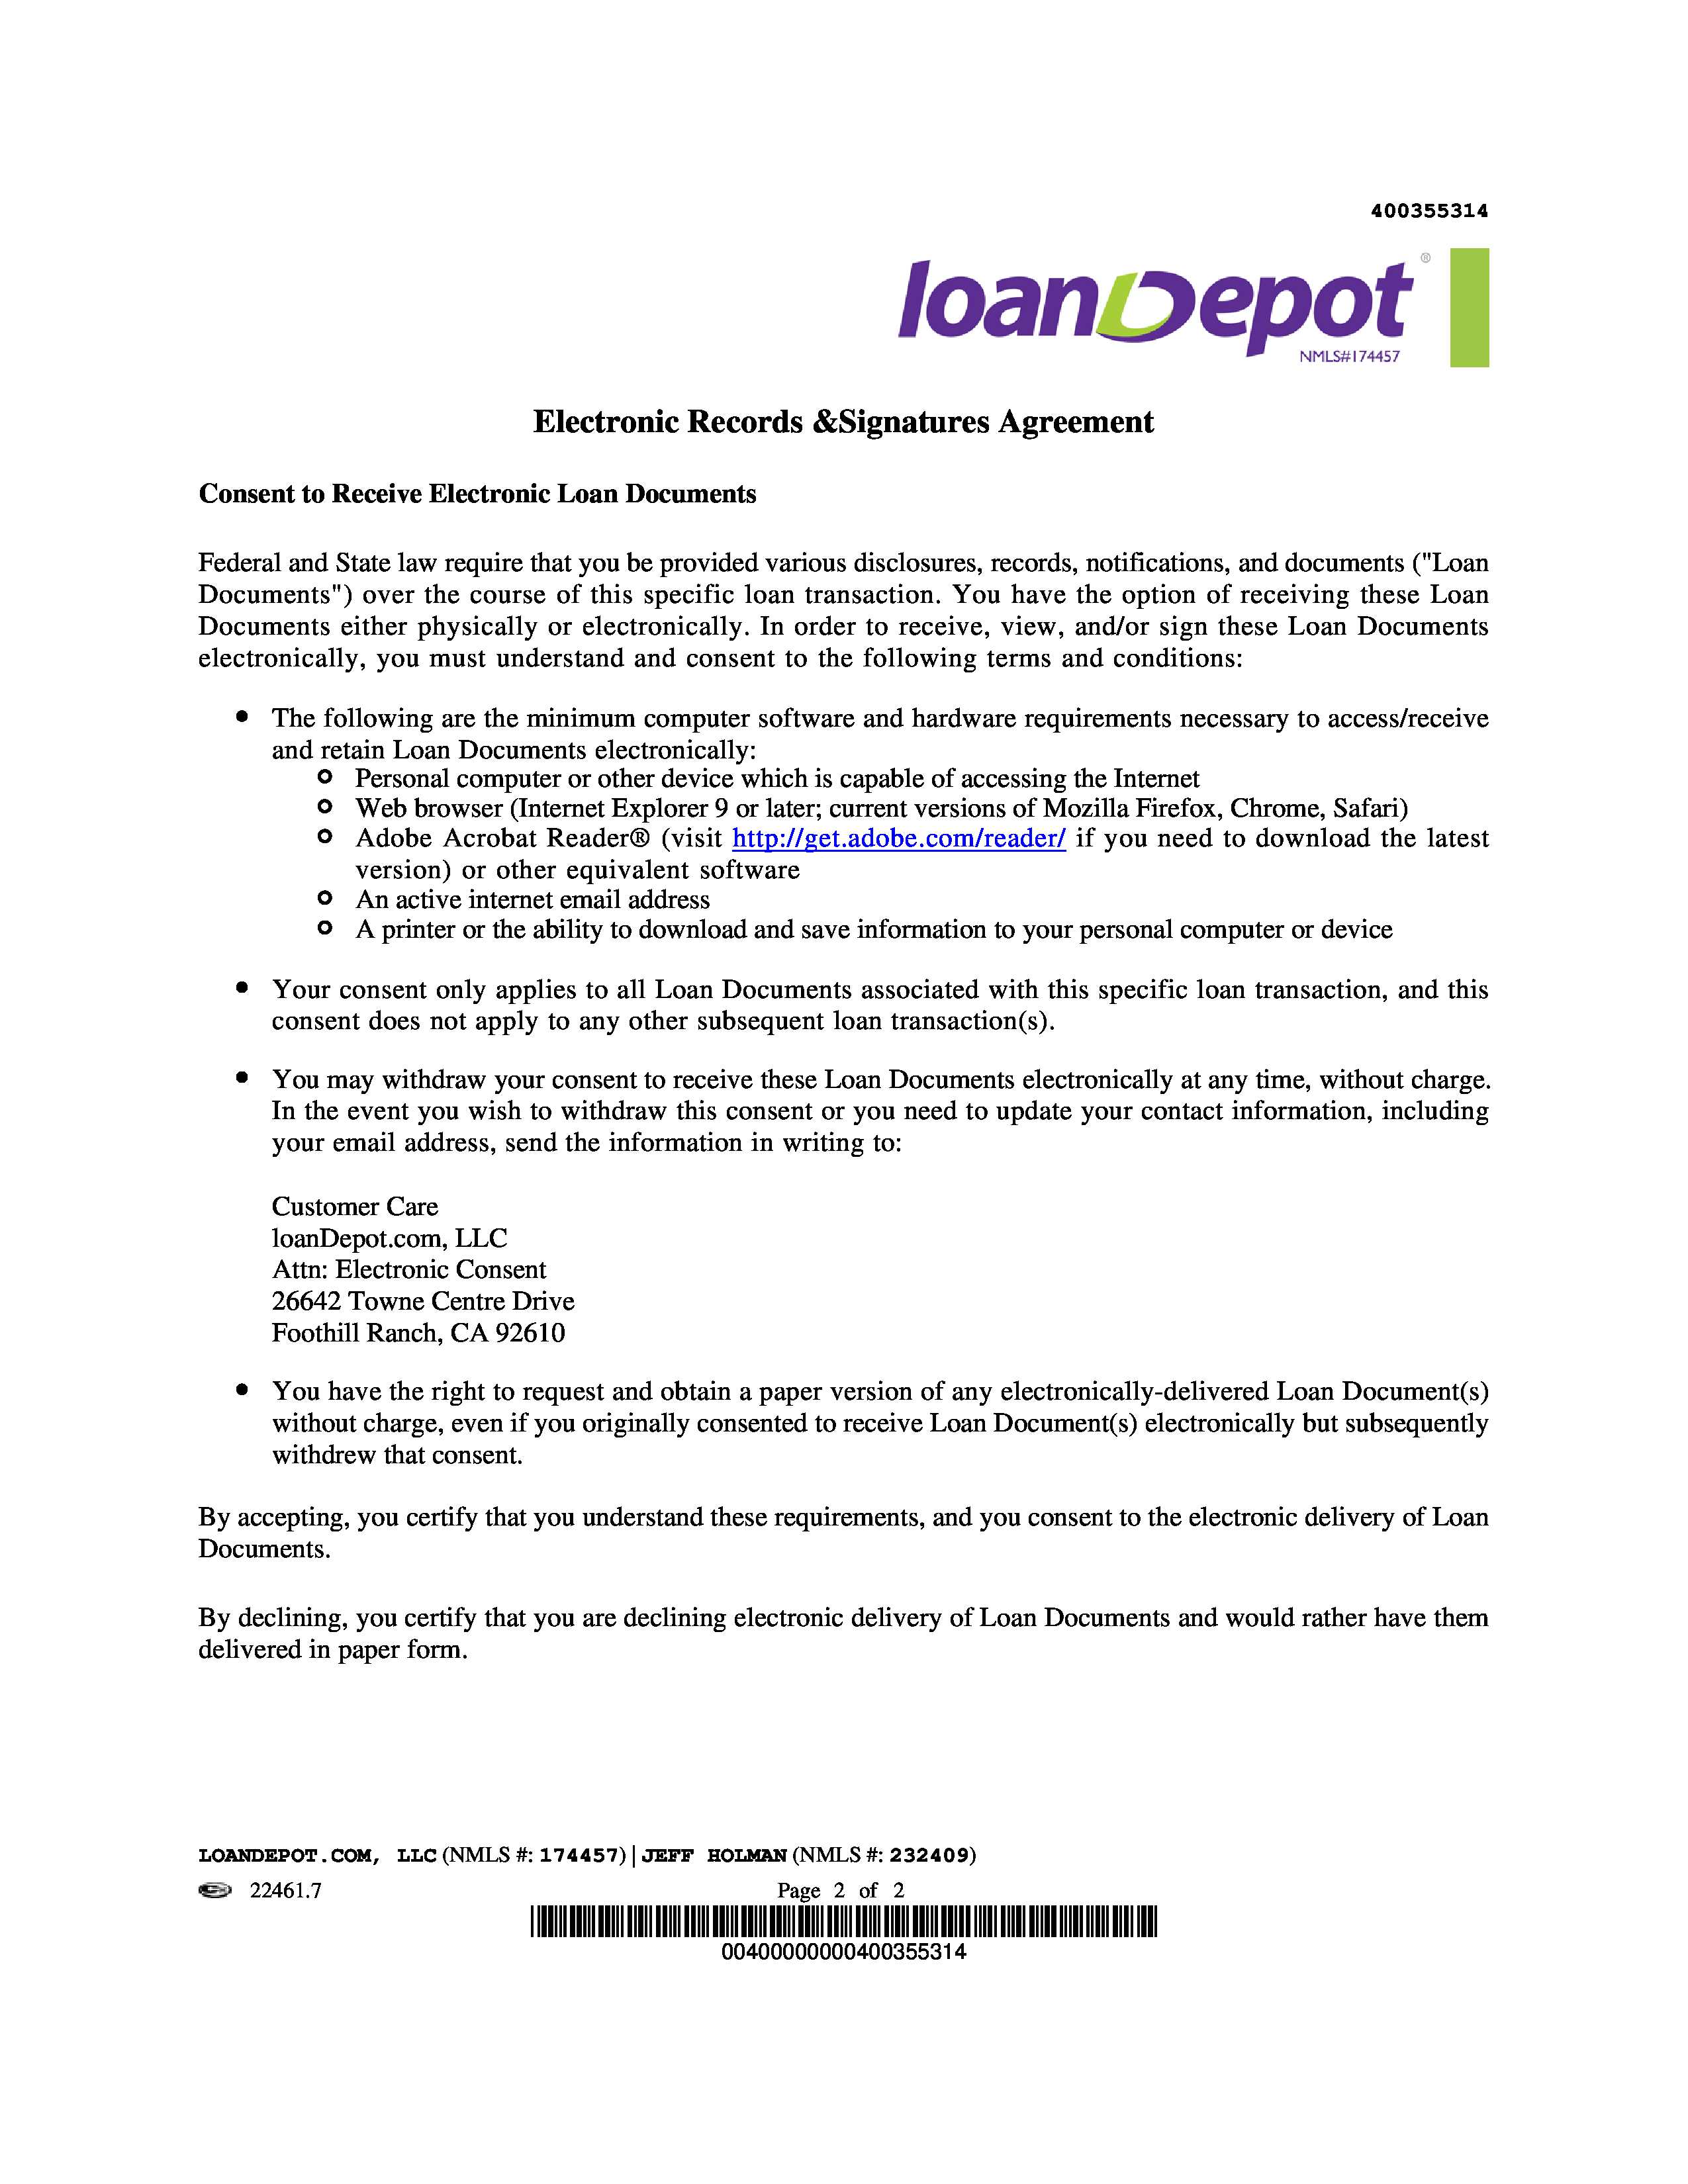 400355314
loanDepot®
NMLS#174457
Electronic Records &Signatures Agreement
Consent to Receive Electronic Loan Documents
Federal and State law require that you be provided various disclosures, records, notifications, and documents ("Loan
Documents") over the course of this specific loan transaction. You have the option of receiving these Loan
Documents either physically or electronically. In order to receive, view, and/or sign these Loan Documents
electronically, you must understand and consent to the following terms and conditions:
• The following are the minimum computer software and hardware requirements necessary to access/receive
and retain Loan Documents electronically:
o Personal computer or other device which is capable of accessing the Internet
o Web browser (Internet Explorer 9 or later; current versions of Mozilla Firefox, Chrome, Safari)
o Adobe Acrobat Reader® (visit http://get.adobe.com/reader/ if you need to download the latest
version) or other equivalent software
o An active internet email address
o A printer or the ability to download and save information to your personal computer or device
• Your consent only applies to all Loan Documents associated with this specific loan transaction, and this
consent does not apply to any other subsequent loan transaction(s).
• You may withdraw your consent to receive these Loan Documents electronically at any time, without charge.
In the event you wish to withdraw this consent or you need to update your contact information, including
your email address, send the information in writing to:
Customer Care
loanDepot.com, LLC
Attn: Electronic Consent
26642 Towne Centre Drive
Foothill Ranch, CA 92610
• You have the right to request and obtain a paper version of any electronically-delivered Loan Document(s)
without charge, even if you originally consented to receive Loan Document(s) electronically but subsequently
withdrew that consent.
By accepting, you certify that you understand these requirements, and you consent to the electronic delivery of Loan
Documents.
By declining, you certify that you are declining electronic delivery of Loan Documents and would rather have them
delivered in paper form.
LOANDEPOT.COM, LLC (NMLS #: 174457) | JEFF HOLMAN (NMLS #: 232409)
22461.7 Page 2 of 2
00400000000400355314